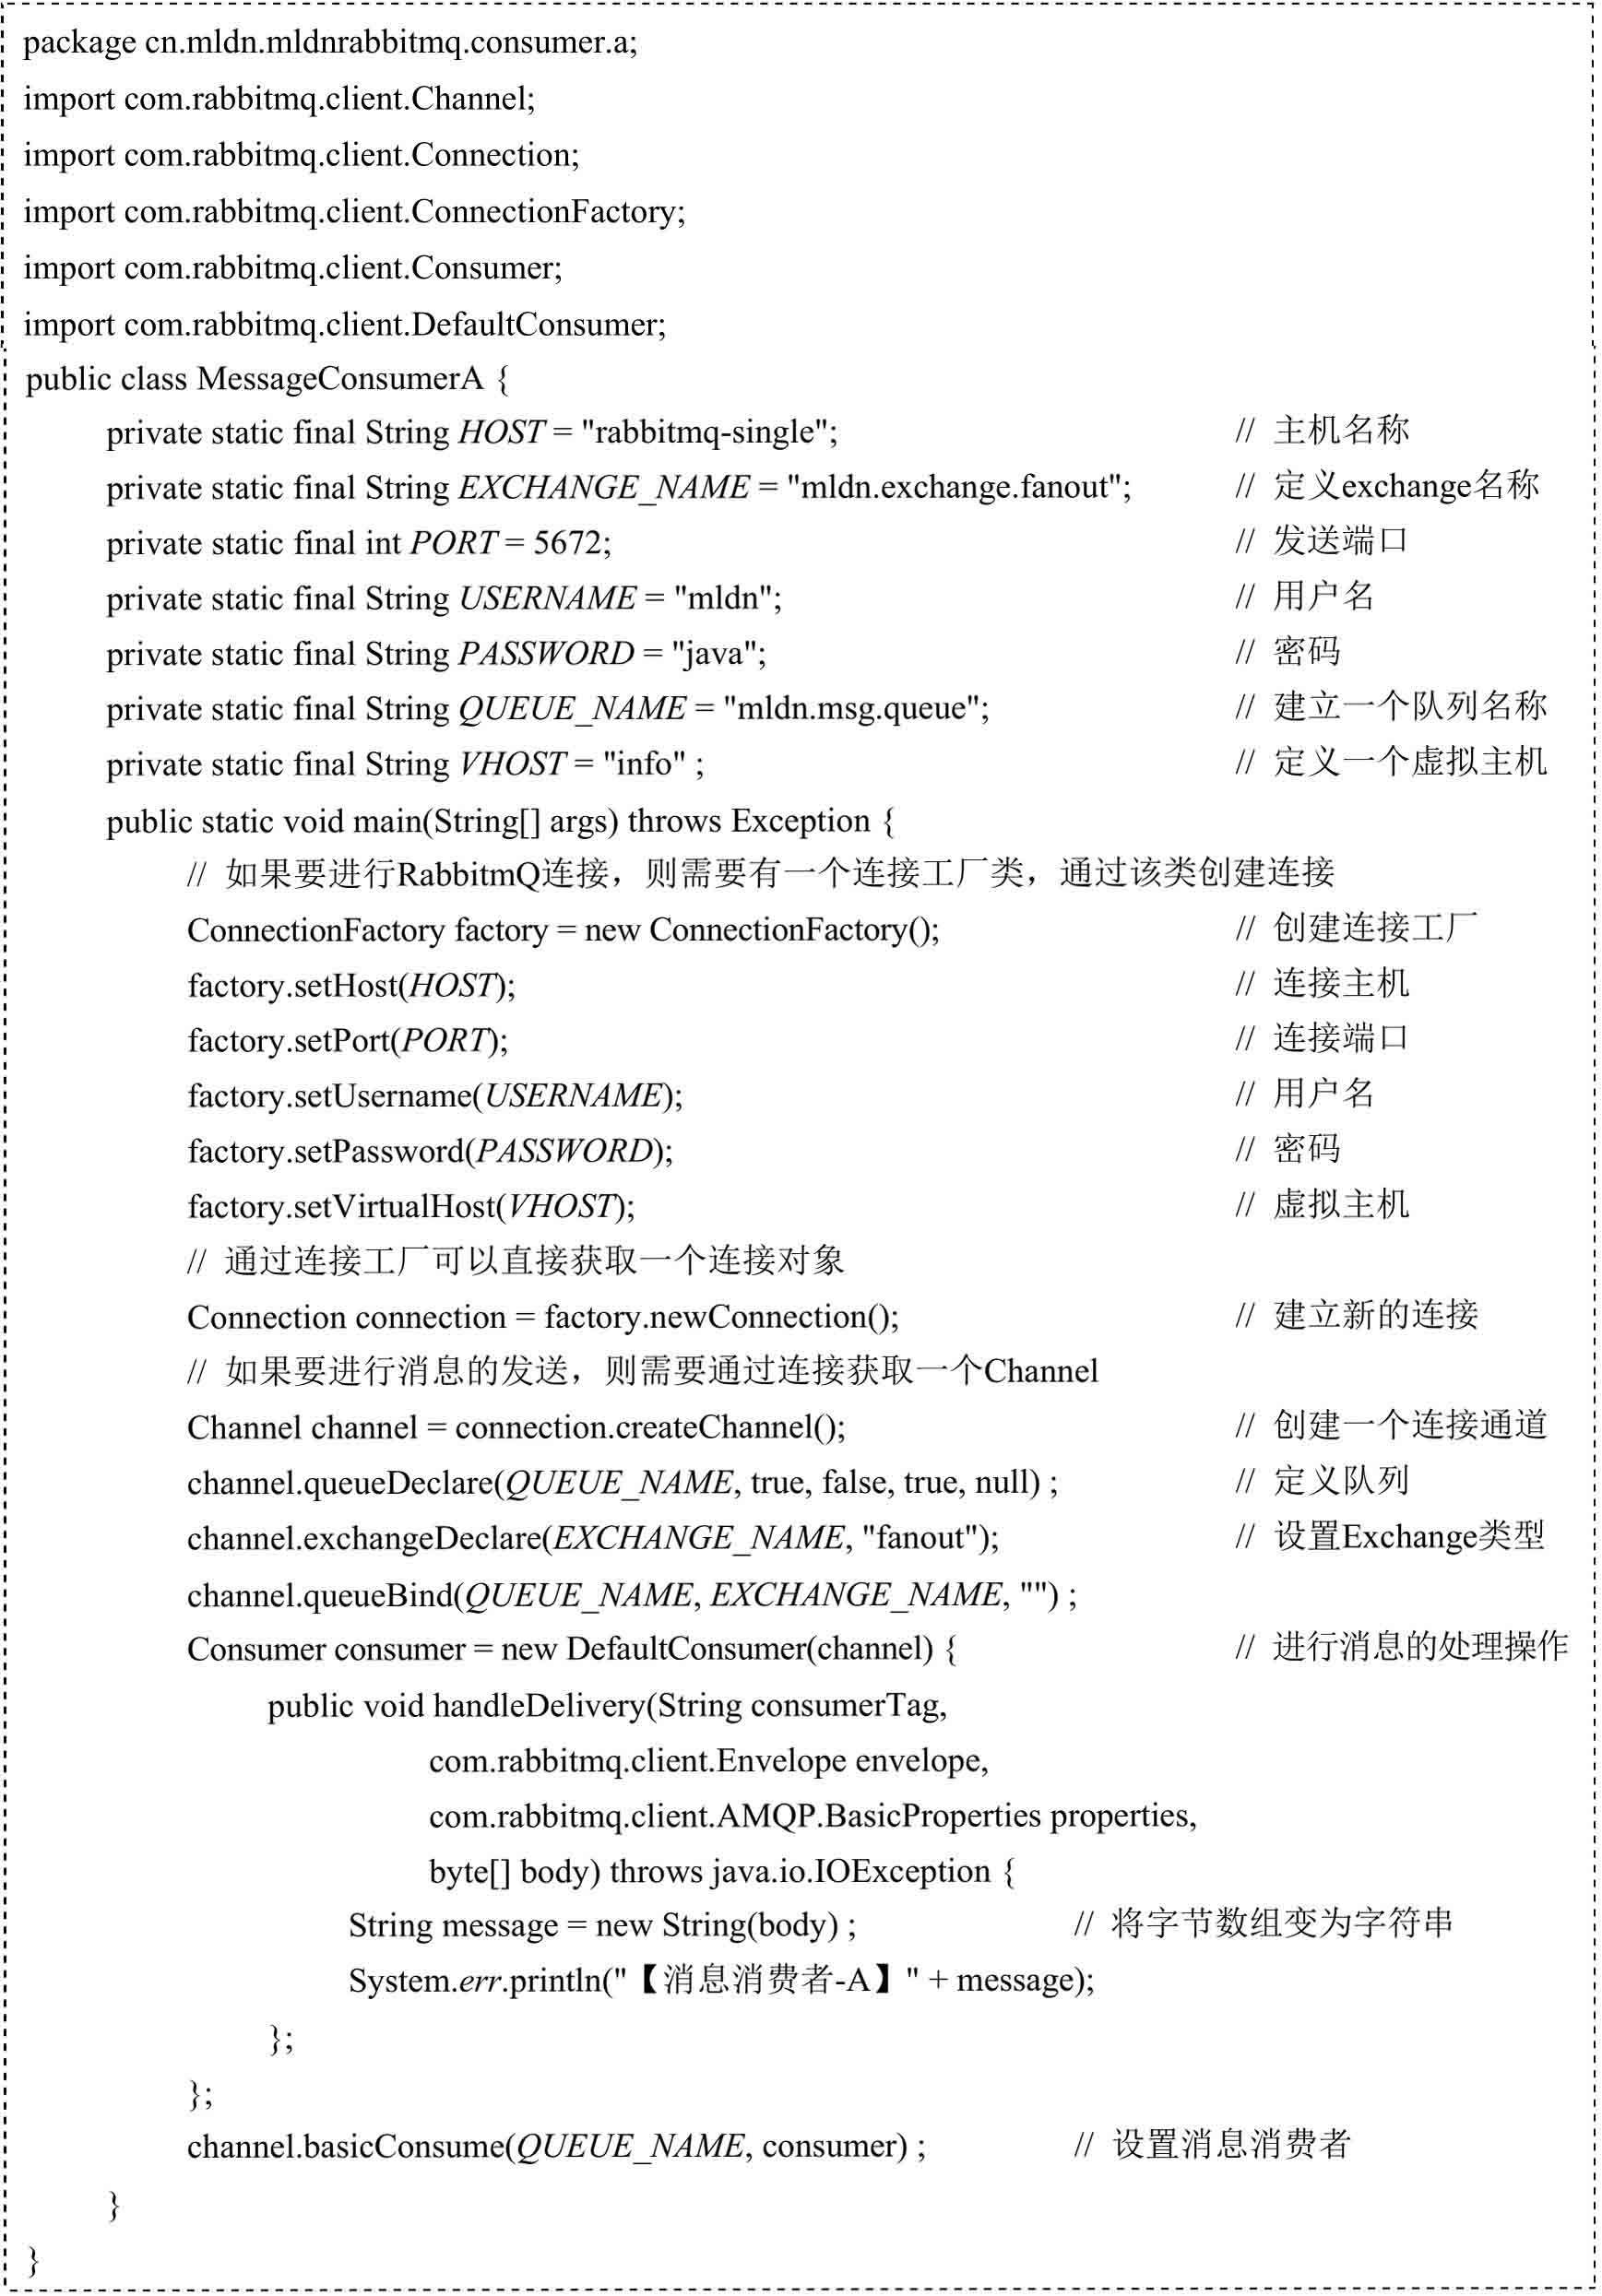 package cn.mldn.mldnrabbitmq.consumer.a;
import com.rabbitmq.client.Channel;
import com.rabbitmq.client.Connection;
import com.rabbitmq.client.ConnectionFactory;
import com.rabbitmq.client.Consumer;
import com.rabbitmq.client.DefaultConsumer;
public class MessageConsumerA {
private static final String HOST = "rabbitmq-single"; // 主机名称
private static final String EXCHANGE_NAME = "mldn.exchange.fanout"; // 定义exchange名称
private static final int PORT = 5672; // 发送端口
private static final String USERNAME = "mldn"; // 用户名
private static final String PASSWORD = "java"; // 密码
private static final String QUEUE_NAME = "mldn.msg.queue"; // 建立一个队列名称
private static final String VHOST = "info" ; // 定义一个虚拟主机
public static void main(String[] args) throws Exception {
// 如果要进行RabbitmQ连接，则需要有一个连接工厂类，通过该类创建连接
ConnectionFactory factory = new ConnectionFactory(); // 创建连接工厂
factory.setHost(HOST); // 连接主机
factory.setPort(PORT); // 连接端口
factory.setUsername(USERNAME); // 用户名
factory.setPassword(PASSWORD); // 密码
factory.setVirtualHost(VHOST); // 虚拟主机
// 通过连接工厂可以直接获取一个连接对象
Connection connection = factory.newConnection(); // 建立新的连接
// 如果要进行消息的发送，则需要通过连接获取一个Channel
Channel channel = connection.createChannel(); // 创建一个连接通道
channel.queueDeclare(QUEUE_NAME, true, false, true, null) ; // 定义队列
channel.exchangeDeclare(EXCHANGE_NAME, "fanout"); // 设置Exchange类型
channel.queueBind(QUEUE_NAME, EXCHANGE_NAME, "") ;
Consumer consumer = new DefaultConsumer(channel) { // 进行消息的处理操作
public void handleDelivery(String consumerTag,
com.rabbitmq.client.Envelope envelope,
com.rabbitmq.client.AMQP.BasicProperties properties,
byte[] body) throws java.io.IOException {
String message = new String(body) ; // 将字节数组变为字符串
System.err.println("【消息消费者-A】" + message);
};
};
channel.basicConsume(QUEUE_NAME, consumer) ; // 设置消息消费者
}
}